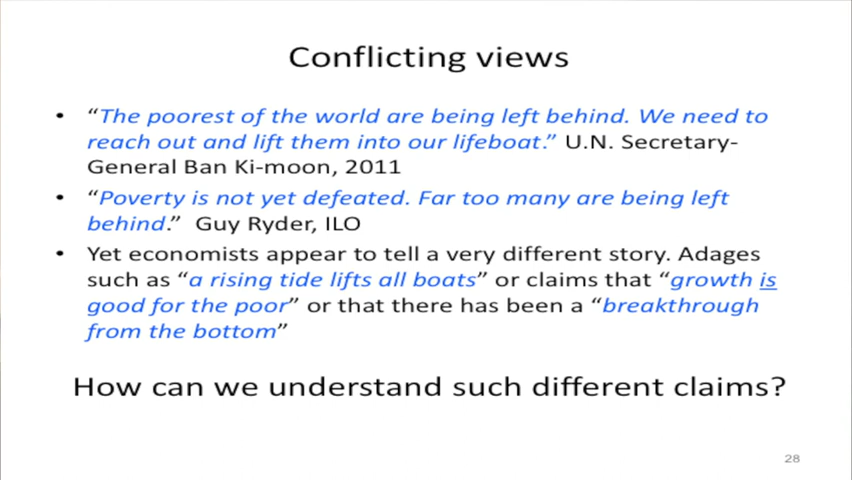 Conflicting views
• “The poorest of the world are being left behind. We need to
reach out and lift them into our lifeboat.” U.N. Secretary-
General Ban Ki-moon, 2011
• “Poverty is not yet defeated. Far too many are being left
behind.” Guy Ryder, ILO
• Yet economists appear to tell a very different story. Adages
such as “a rising tide lifts all boats” or claims that “growth is
good for the poor” or that there has been a “breakthrough
from the bottom”
How can we understand such different claims?
28